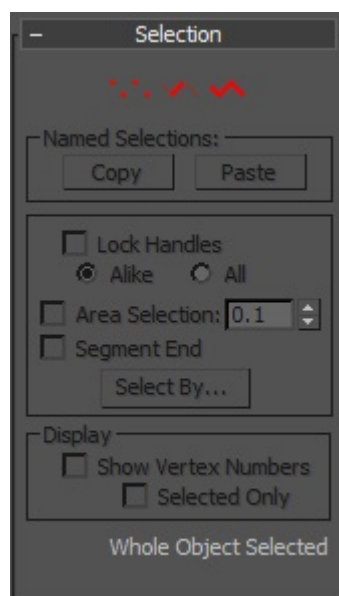 Selection
Named Selections:
Copy Paste
Lock Handles
Alike All
Area Selection: 0.1
Segment End
Select By...
Display
Show Vertex Numbers
Selected Only
Whole Object Selected